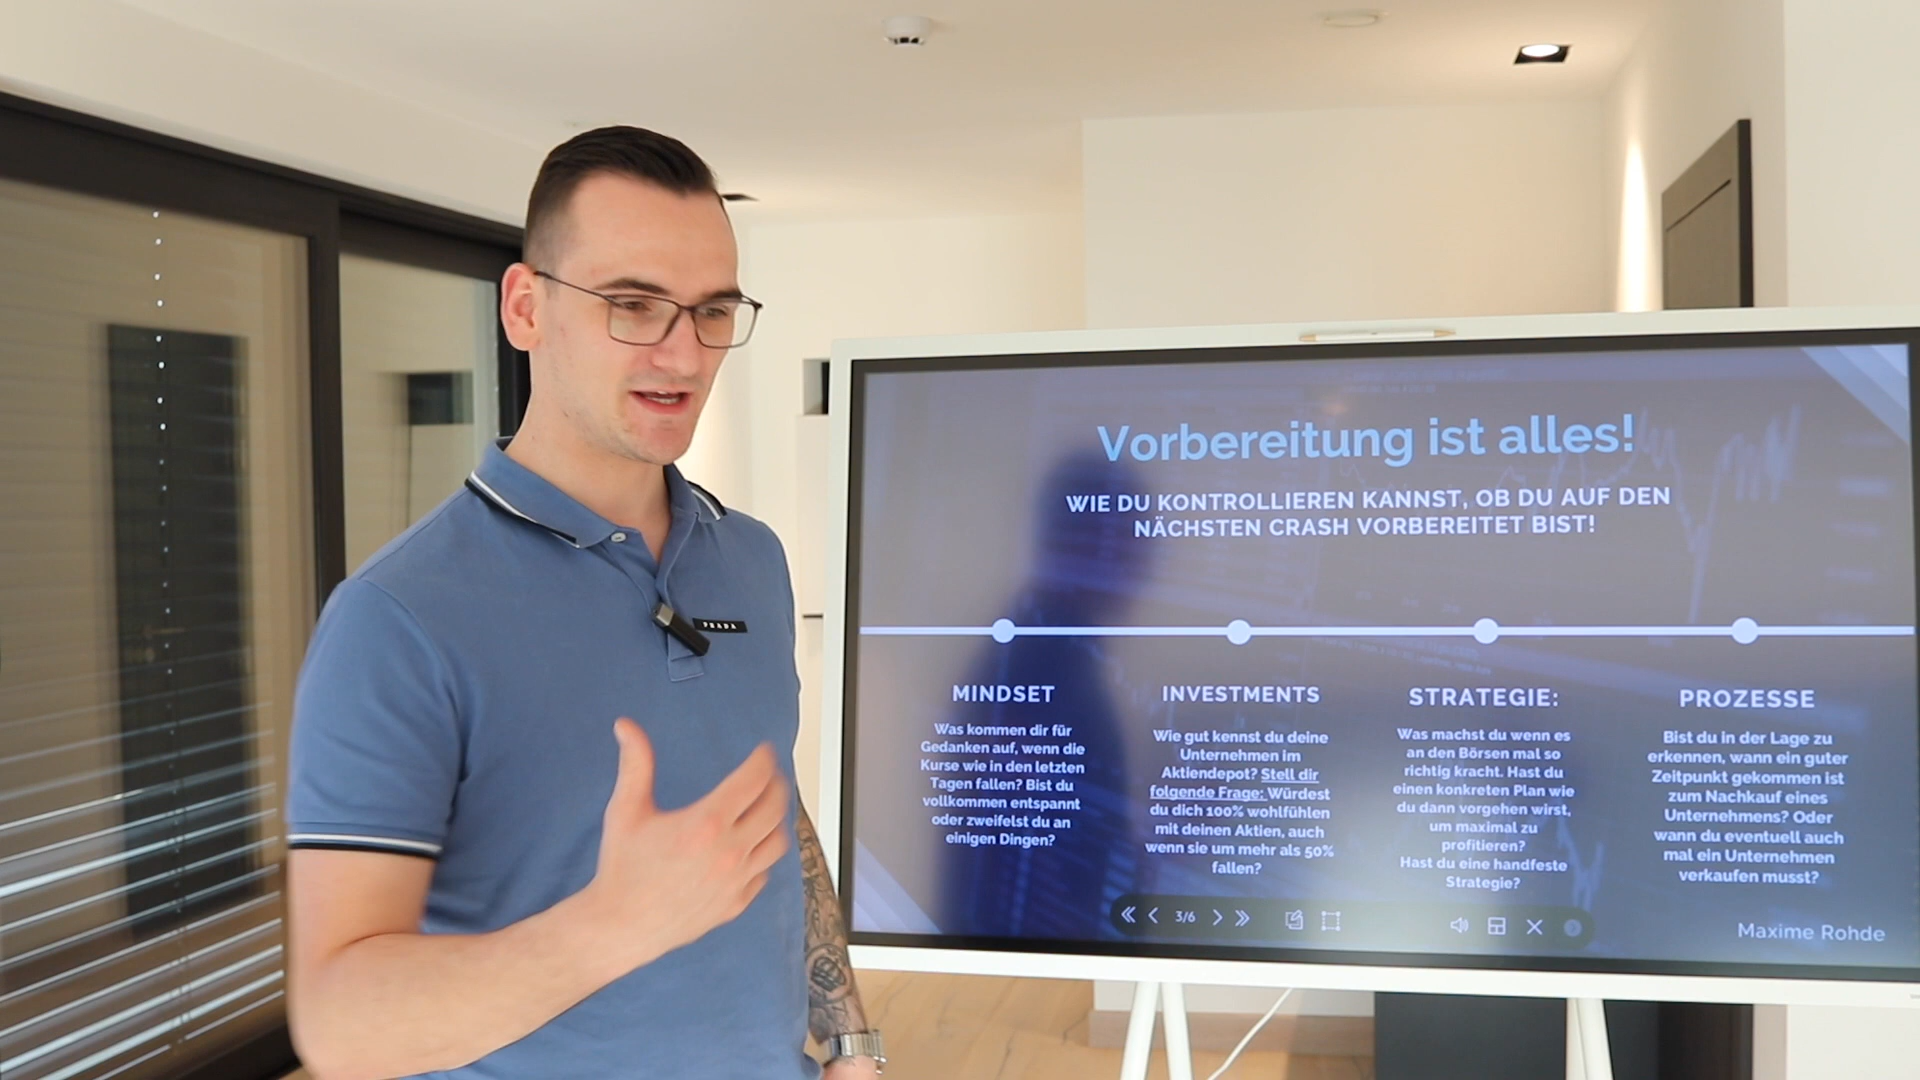 Vorbereitung ist alles!
WIE DU KONTROLLIEREN KANNST, OB DU AUF DEN
NÄCHSTEN CRASH VORBEREITET BIST!
MINDSET
Was kommen dir für
Gedanken auf, wenn die
Kurse wie in den letzten
Tagen fallen? Bist du
vollkommen entspannt
oder zweifelst du an
einigen Dingen?
INVESTMENTS
Wie gut kennst du deine
Unternehmen im
Aktiendepot? Stell dir
folgende Frage: Würdest
du dich 100% wohlfühlen
mit deinen Aktien, auch
wenn sie um mehr als 50%
fallen?
STRATEGIE:
Was machst du wenn es
an den Börsen mal so
richtig kracht. Hast du
einen konkreten Plan wie
du dann vorgehen wirst,
um maximal zu
profitieren?
Hast du eine handfeste
Strategie?
PROZESSE
Bist du in der Lage zu
erkennen, wann ein guter
Zeitpunkt gekommen ist
zum Nachkauf eines
Unternehmens? Oder
wann du eventuell auch
mal ein Unternehmen
verkaufen musst?
3/6
Maxime Rohde
PRADA